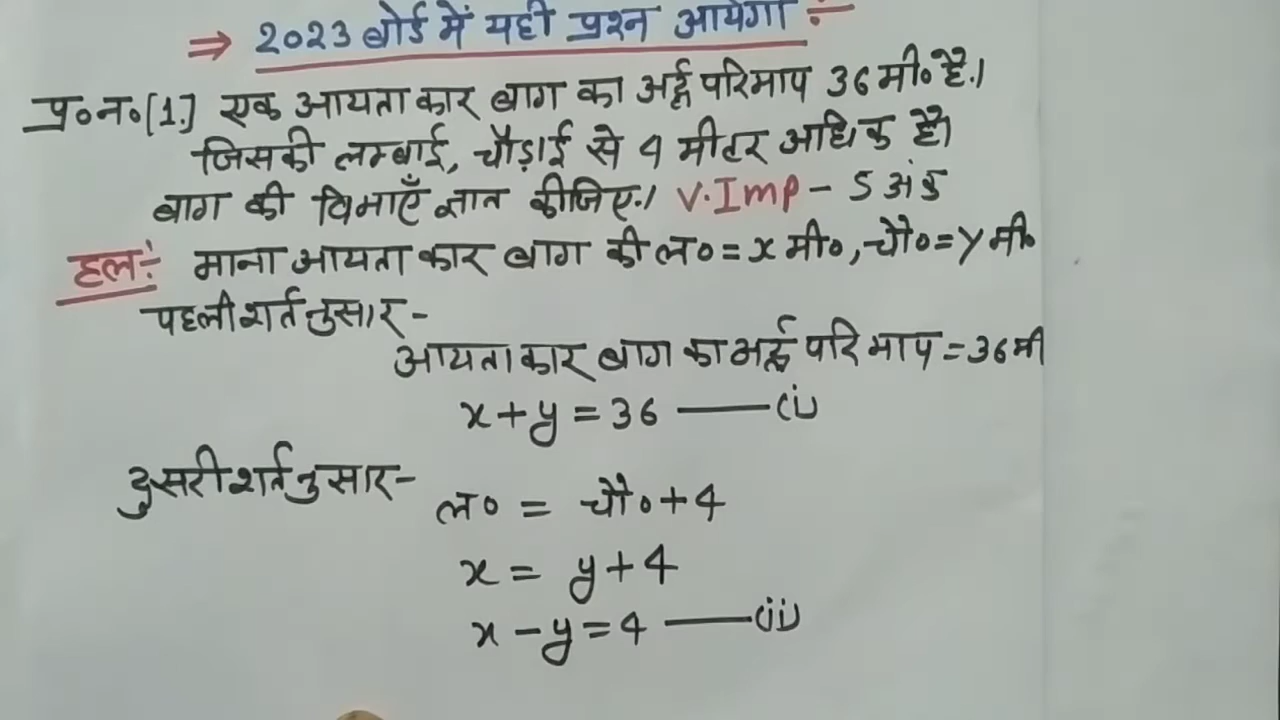 ⇒ 2023 बोर्ड में यही प्रश्न आयेगा :-
प्र०न०[1.] एक आयताकार बाग का अर्द्ध परिमाप 36 मी० है।
जिसकी लम्बाई, चौड़ाई से 4 मीटर अधिक है।
बाग की विमाएँ ज्ञात कीजिए। V.Imp - 5 अंक
हल:- माना आयताकार बाग की ल० = x मी०, चौ० = y मी०
पहली शर्तनुसार -
आयताकार बाग का अर्द्ध परिमाप = 36 मी
x + y = 36 —— (i)
दुसरी शर्तनुसार -
ल० = चौ० + 4
x = y + 4
x - y = 4 —— (ii)